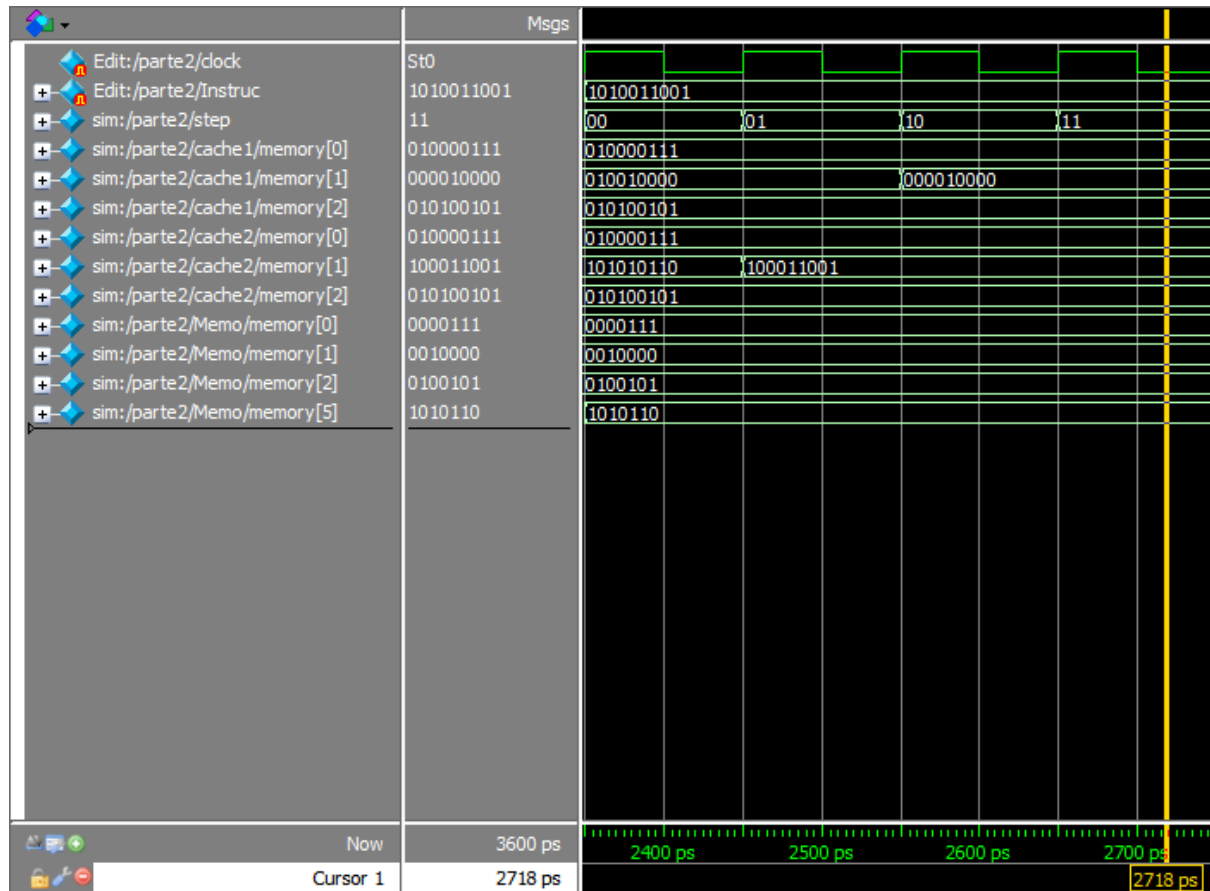 Msgs
Edit:/parte2/clock St0
Edit:/parte2/Instruc 1010011001 1010011001
sim:/parte2/step 11 00 01 10 11
sim:/parte2/cache1/memory[0] 010000111 010000111
sim:/parte2/cache1/memory[1] 000010000 010010000 000010000
sim:/parte2/cache1/memory[2] 010100101 010100101
sim:/parte2/cache2/memory[0] 010000111 010000111
sim:/parte2/cache2/memory[1] 100011001 101010110 100011001
sim:/parte2/cache2/memory[2] 010100101 010100101
sim:/parte2/Memo/memory[0] 0000111 0000111
sim:/parte2/Memo/memory[1] 0010000 0010000
sim:/parte2/Memo/memory[2] 0100101 0100101
sim:/parte2/Memo/memory[5] 1010110 1010110
Now 3600 ps 2400 ps 2500 ps 2600 ps 2700 ps
Cursor 1 2718 ps 2718 ps